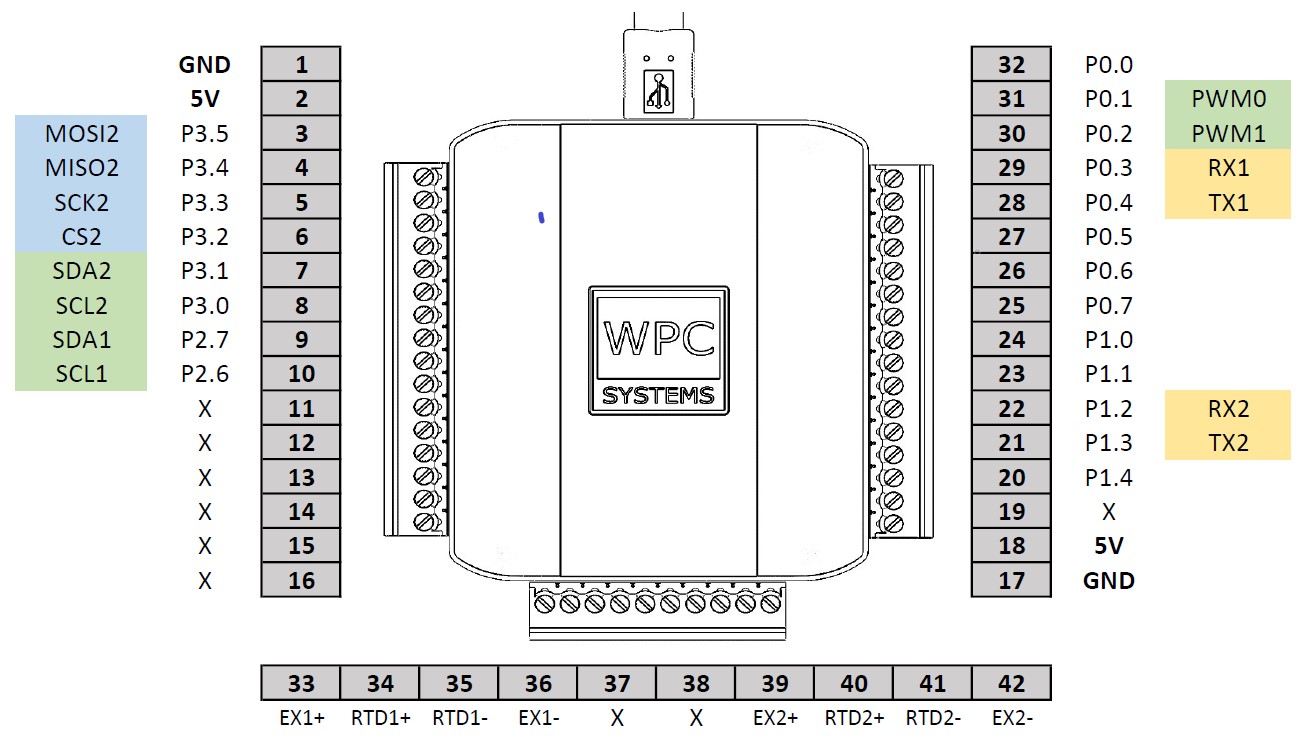 GND 1 32 P0.0
5V 2 31 P0.1 PWM0
MOSI2 P3.5 3 30 P0.2 PWM1
MISO2 P3.4 4 29 P0.3 RX1
SCK2 P3.3 5 28 P0.4 TX1
CS2 P3.2 6 27 P0.5
SDA2 P3.1 7 26 P0.6
SCL2 P3.0 8 25 P0.7
SDA1 P2.7 9 24 P1.0
SCL1 P2.6 10 23 P1.1
X 11 22 P1.2 RX2
X 12 21 P1.3 TX2
X 13 20 P1.4
X 14 19 X
X 15 18 5V
X 16 17 GND
WPC
SYSTEMS
33 34 35 36 37 38 39 40 41 42
EX1+ RTD1+ RTD1- EX1- X X EX2+ RTD2+ RTD2- EX2-